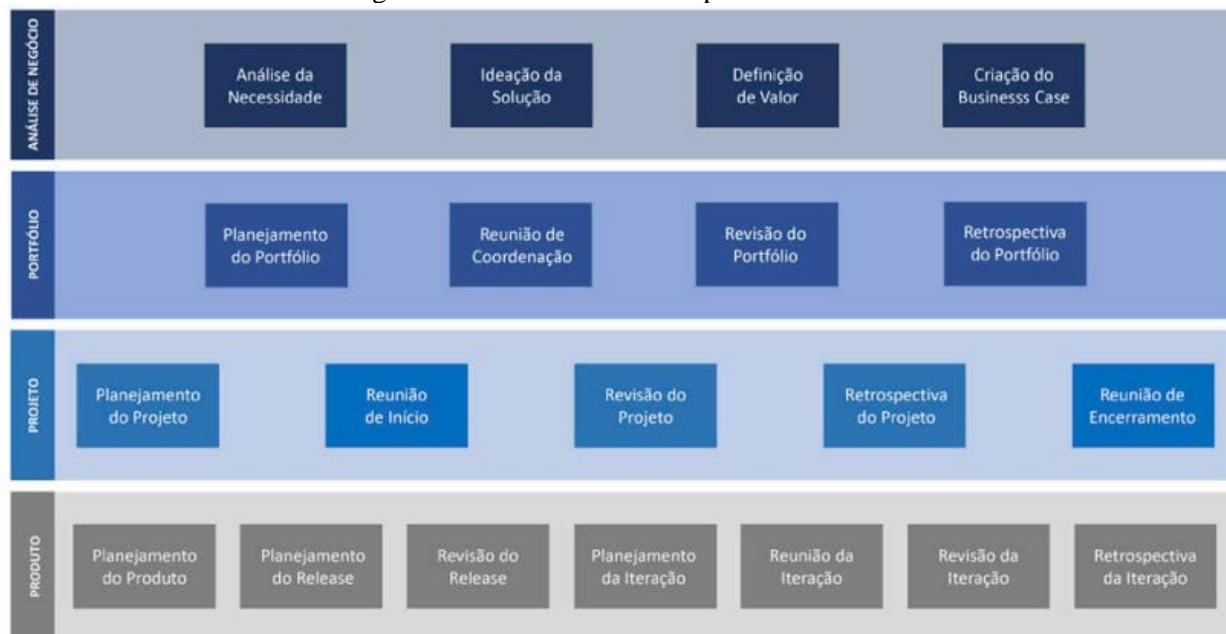 ANÁLISE DE NEGÓCIO
Análise da
Necessidade
Ideação da
Solução
Definição
de Valor
Criação do
Businesss Case
PORTFÓLIO
Planejamento
do Portfólio
Reunião de
Coordenação
Revisão do
Portfólio
Retrospectiva
do Portfólio
PROJETO
Planejamento
do Projeto
Reunião
de Início
Revisão do
Projeto
Retrospectiva
do Projeto
Reunião de
Encerramento
PRODUTO
Planejamento
do Produto
Planejamento
do Release
Revisão do
Release
Planejamento
da Iteração
Reunião da
Iteração
Revisão da
Iteração
Retrospectiva
da Iteração